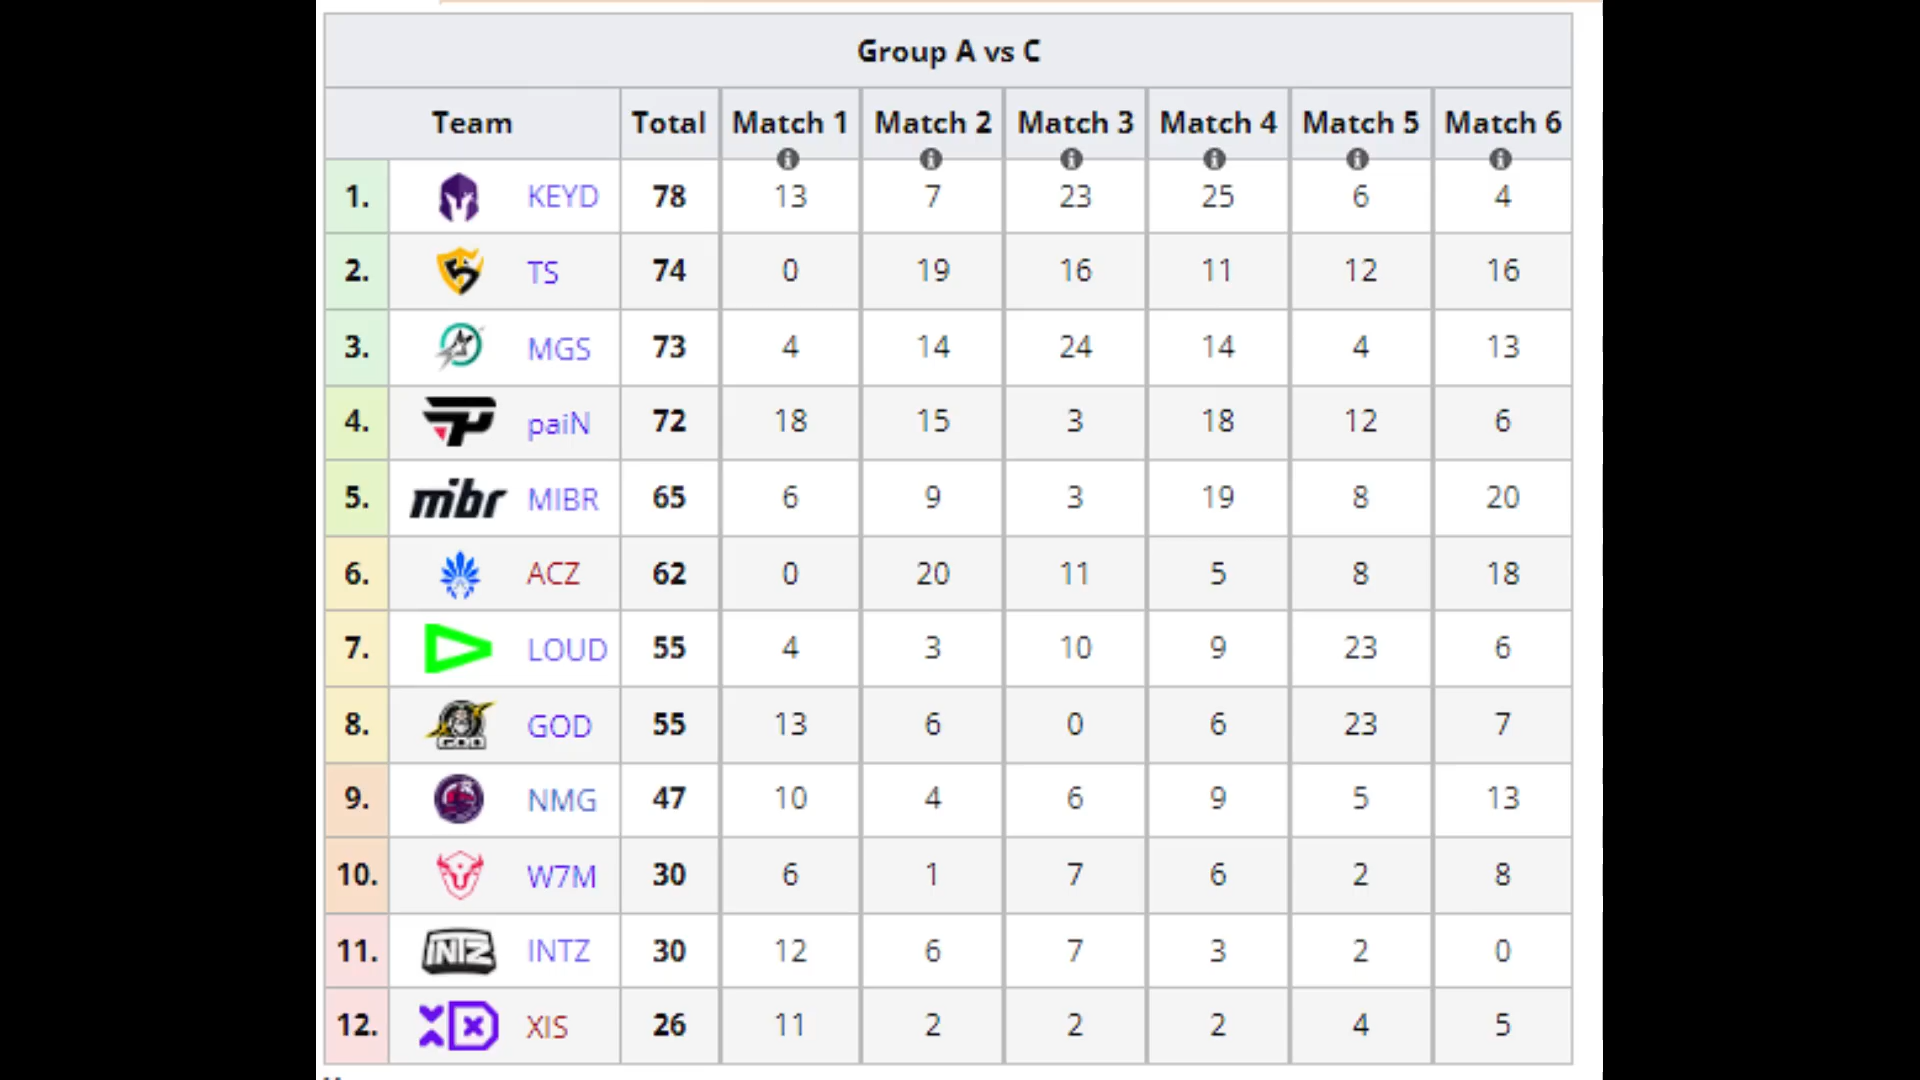 Group A vs C
Team Total Match 1 Match 2 Match 3 Match 4 Match 5 Match 6
1. KEYD 78 13 7 23 25 6 4
2. TS 74 0 19 16 11 12 16
3. MGS 73 4 14 24 14 4 13
4. paiN 72 18 15 3 18 12 6
5. mibr MIBR 65 6 9 3 19 8 20
6. ACZ 62 0 20 11 5 8 18
7. LOUD 55 4 3 10 9 23 6
8. GOD GOD 55 13 6 0 6 23 7
9. NMG 47 10 4 6 9 5 13
10. W7M 30 6 1 7 6 2 8
11. INTZ INTZ 30 12 6 7 3 2 0
12. XIS 26 11 2 2 2 4 5